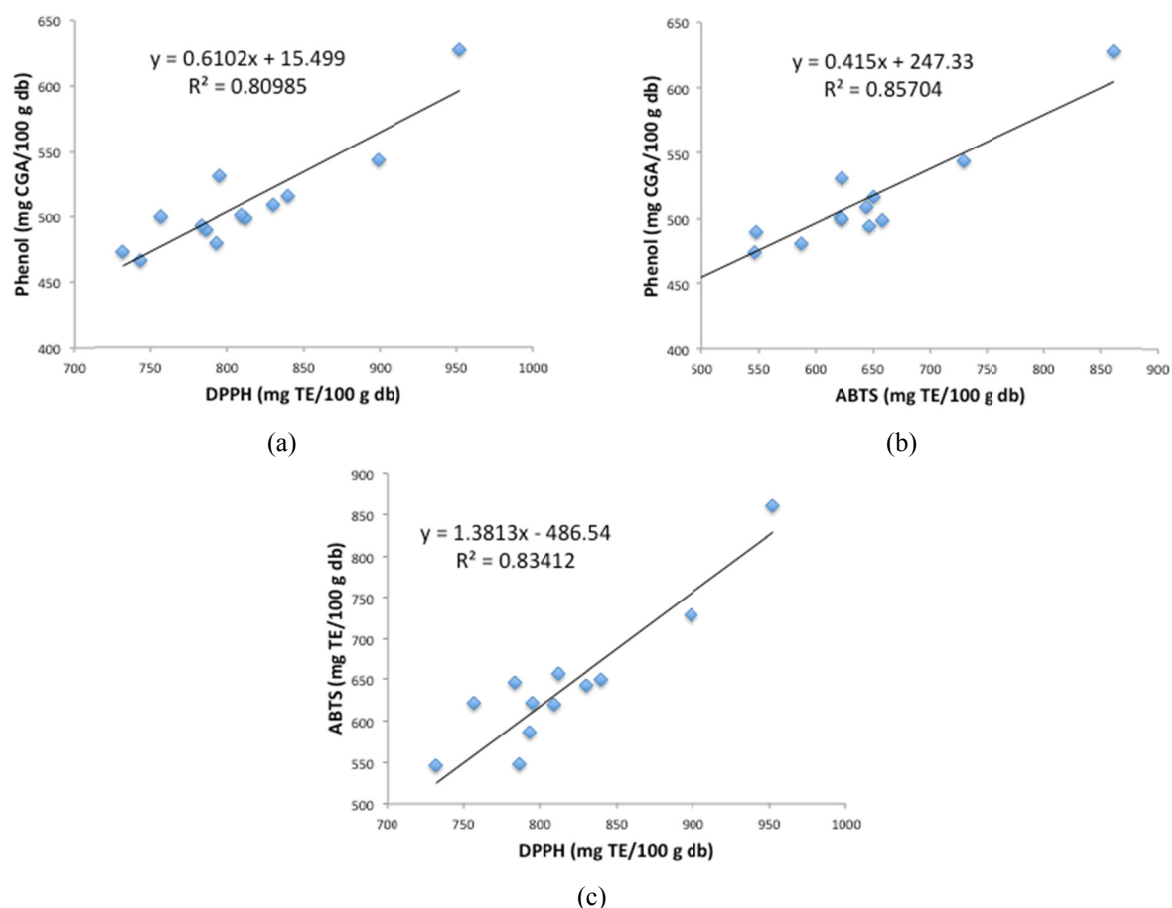 650
600
550
500
450
400
Phenol (mg CGA/100 g db)
y = 0.6102x + 15.499
R² = 0.80985
700 750 800 850 900 950 1000
DPPH (mg TE/100 g db)
(a)
650
600
550
500
450
400
Phenol (mg CGA/100 g db)
y = 0.415x + 247.33
R² = 0.85704
500 550 600 650 700 750 800 850 900
ABTS (mg TE/100 g db)
(b)
900
850
800
750
700
650
600
550
500
ABTS (mg TE/100 g db)
y = 1.3813x - 486.54
R² = 0.83412
700 750 800 850 900 950 1000
DPPH (mg TE/100 g db)
(c)